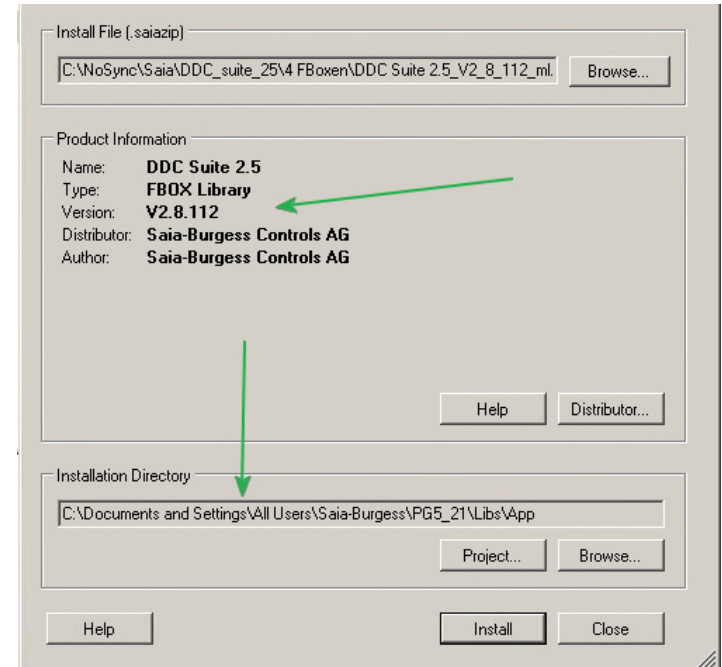 Install File (.saiazip)
C:\NoSync\Saia\DDC_suite_25\4 FBoxen\DDC Suite 2.5_V2_8_112_ml.
Browse...
Product Information
Name: DDC Suite 2.5
Type: FBOX Library
Version: V2.8.112
Distributor: Saia-Burgess Controls AG
Author: Saia-Burgess Controls AG
Help Distributor...
Installation Directory
C:\Documents and Settings\All Users\Saia-Burgess\PG5_21\Libs\App
Project... Browse...
Help Install Close